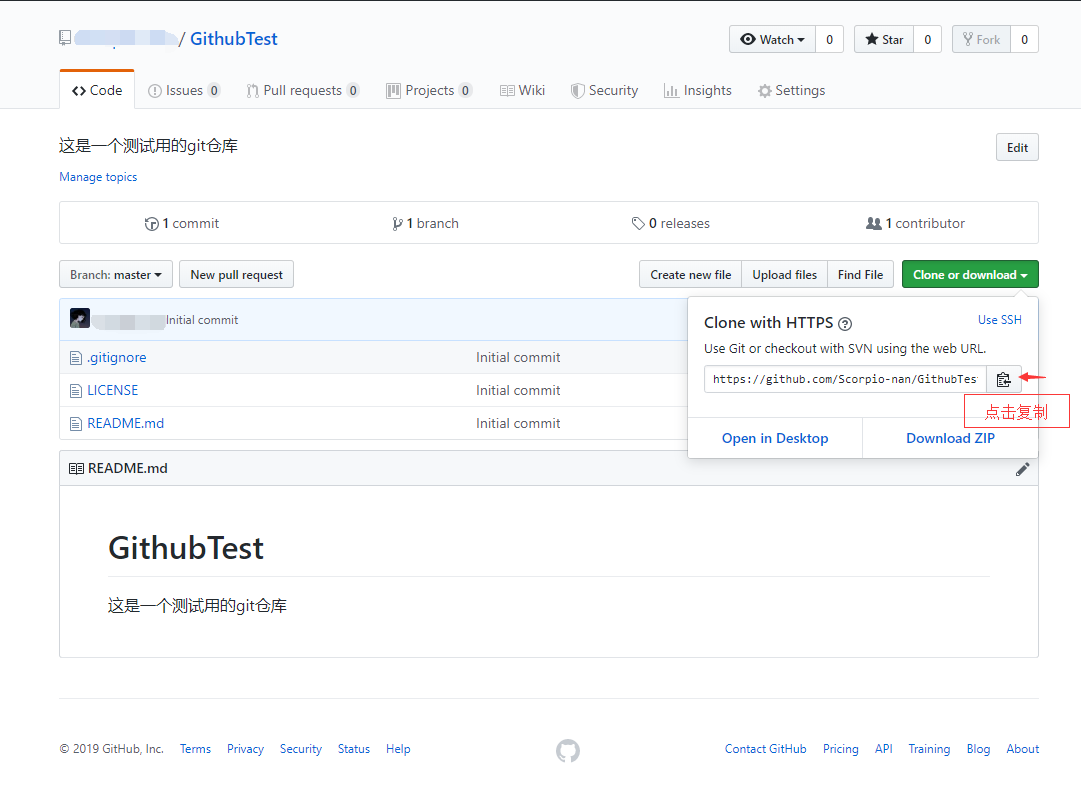 / GithubTest
Watch 0 Star 0 Fork 0
Code Issues 0 Pull requests 0 Projects 0 Wiki Security Insights Settings
这是一个测试用的git仓库
Edit
Manage topics
1 commit 1 branch 0 releases 1 contributor
Branch: master New pull request Create new file Upload files Find File Clone or download
Initial commit
.gitignore Initial commit
LICENSE Initial commit
README.md Initial commit
Clone with HTTPS ? Use SSH
Use Git or checkout with SVN using the web URL.
https://github.com/Scorpio-nan/GithubTes
点击复制
Open in Desktop Download ZIP
README.md
GithubTest
这是一个测试用的git仓库
© 2019 GitHub, Inc. Terms Privacy Security Status Help Contact GitHub Pricing API Training Blog About